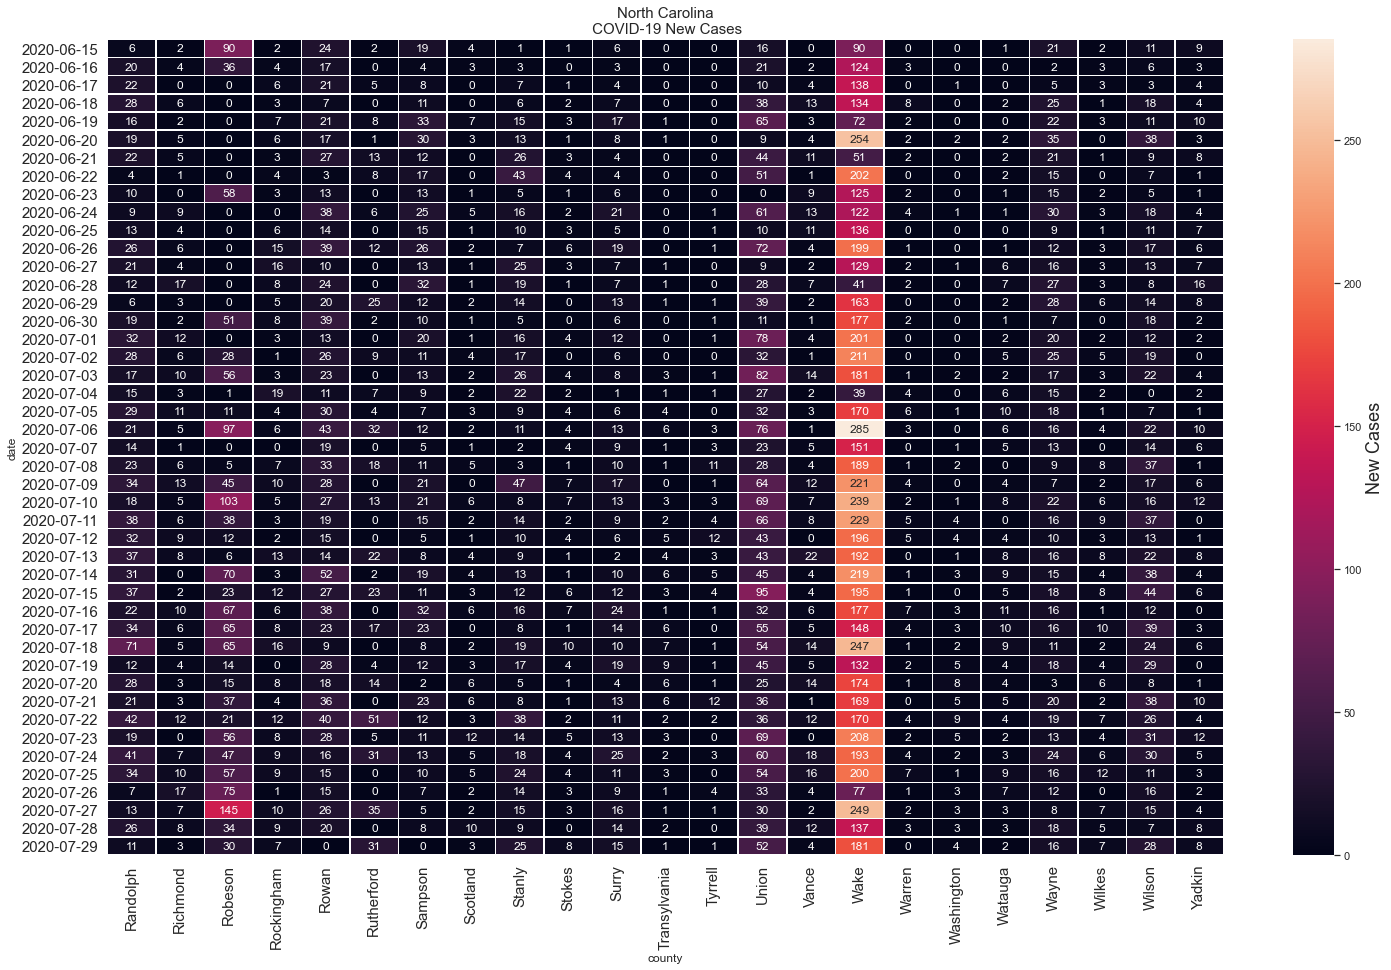 North Carolina
COVID-19 New Cases
2020-06-15 6 2 90 2 24 2 19 4 1 1 6 0 0 16 0 90 0 0 1 21 2 11 9
2020-06-16 20 4 36 4 17 0 4 3 3 0 3 0 0 21 2 124 3 0 0 2 3 6 3
2020-06-17 22 0 0 6 21 5 8 0 7 1 4 0 0 10 4 138 0 1 0 5 3 3 4
2020-06-18 28 6 0 3 7 0 11 0 6 2 7 0 0 38 13 134 8 0 2 25 1 18 4
2020-06-19 16 2 0 7 21 8 33 7 15 3 17 1 0 65 3 72 2 0 0 22 3 11 10
2020-06-20 19 5 0 6 17 1 30 3 13 1 8 1 0 9 4 254 2 2 2 35 0 38 3
2020-06-21 22 5 0 3 27 13 12 0 26 3 4 0 0 44 11 51 2 0 2 21 1 9 8
2020-06-22 4 1 0 4 3 8 17 0 43 4 4 0 0 51 1 202 0 0 2 15 0 7 1
2020-06-23 10 0 58 3 13 0 13 1 5 1 6 0 0 0 9 125 2 0 1 15 2 5 1
2020-06-24 9 9 0 0 38 6 25 5 16 2 21 0 1 61 13 122 4 1 1 30 3 18 4
2020-06-25 13 4 0 6 14 0 15 1 10 3 5 0 1 10 11 136 0 0 0 9 1 11 7
2020-06-26 26 6 0 15 39 12 26 2 7 6 19 0 1 72 4 199 1 0 1 12 3 17 6
2020-06-27 21 4 0 16 10 0 13 1 25 3 7 1 0 9 2 129 2 1 6 16 3 13 7
2020-06-28 12 17 0 8 24 0 32 1 19 1 7 1 0 28 7 41 2 0 7 27 3 8 16
2020-06-29 6 3 0 5 20 25 12 2 14 0 13 1 1 39 2 163 0 0 2 28 6 14 8
2020-06-30 19 2 51 8 39 2 10 1 5 0 6 0 0 11 1 177 2 0 1 7 0 18 2
2020-07-01 32 12 0 3 13 0 20 1 16 4 12 0 1 78 4 201 0 0 2 20 2 12 2
2020-07-02 28 6 28 1 26 9 11 4 17 0 6 0 0 32 1 211 0 0 5 25 5 19 0
2020-07-03 17 10 56 3 23 0 13 2 26 4 8 3 1 82 14 181 1 2 2 17 3 22 4
2020-07-04 15 3 1 19 11 7 9 2 22 2 1 1 1 27 2 39 4 0 6 15 2 0 2
2020-07-05 29 11 11 4 30 4 7 3 9 4 6 4 0 32 3 170 6 1 10 18 1 7 1
2020-07-06 21 5 97 6 43 32 12 2 11 4 13 6 3 76 1 285 3 0 6 16 4 22 10
2020-07-07 14 1 0 0 19 0 5 1 2 4 9 1 3 23 5 151 0 1 5 13 0 14 6
2020-07-08 23 6 5 7 33 18 11 5 3 1 10 1 11 28 4 189 1 2 0 9 8 37 1
2020-07-09 34 13 45 10 28 0 21 3 47 7 17 0 1 64 12 221 4 0 4 7 2 17 6
2020-07-10 18 5 103 5 27 13 21 6 8 7 13 3 3 69 7 239 2 1 8 22 6 16 12
2020-07-11 38 6 38 3 19 0 15 2 14 2 9 2 4 66 8 229 5 4 0 16 9 37 0
2020-07-12 32 9 12 2 15 0 5 1 10 4 6 5 12 43 0 196 5 4 4 10 3 13 1
2020-07-13 37 8 6 13 14 22 8 4 9 1 2 4 3 43 22 192 0 1 8 16 8 22 8
2020-07-14 31 0 70 3 52 2 19 4 13 1 10 6 5 45 4 219 1 3 9 15 4 38 4
2020-07-15 37 2 23 12 27 23 11 3 12 6 12 3 4 95 4 195 1 0 5 18 8 44 6
2020-07-16 22 10 67 6 38 0 32 6 16 7 24 1 1 32 6 177 7 3 11 16 1 12 0
2020-07-17 34 6 65 8 23 17 23 0 8 1 14 6 0 55 5 148 4 3 10 16 10 39 3
2020-07-18 71 5 65 16 9 0 8 2 19 10 10 7 1 54 14 247 1 2 9 11 2 24 6
2020-07-19 12 4 14 0 28 4 12 3 17 4 19 9 1 45 5 132 2 5 4 18 4 29 0
2020-07-20 28 3 15 8 18 14 2 6 5 1 4 6 1 25 14 174 1 8 4 3 6 8 1
2020-07-21 21 3 37 4 36 0 23 6 8 1 13 6 12 36 1 169 0 5 5 20 2 38 10
2020-07-22 42 12 21 12 40 51 12 3 38 2 11 2 2 36 12 170 4 9 4 19 7 26 4
2020-07-23 19 0 56 8 28 5 11 12 14 5 13 3 0 69 0 208 2 5 2 13 4 31 12
2020-07-24 41 7 47 9 16 31 13 5 18 4 25 2 3 60 18 193 4 2 3 24 6 30 5
2020-07-25 34 10 57 9 15 0 10 5 24 4 11 3 0 54 16 200 7 1 9 16 12 11 3
2020-07-26 7 17 75 1 15 0 7 2 14 3 9 1 4 33 4 77 1 3 7 12 0 16 2
2020-07-27 13 7 145 10 26 35 5 2 15 3 16 1 1 30 2 249 2 3 3 8 7 15 4
2020-07-28 26 8 34 9 20 0 8 10 9 0 14 2 0 39 12 137 3 3 3 18 5 7 8
2020-07-29 11 3 30 7 0 31 0 3 25 8 15 1 1 52 4 181 0 4 2 16 7 28 8
Randolph Richmond Robeson Rockingham Rowan Rutherford Sampson Scotland Stanly Stokes Surry Transylvania Tyrrell Union Vance Wake Warren Washington Watauga Wayne Wilkes Wilson Yadkin
county
date
250
200
150
100
50
0
New Cases